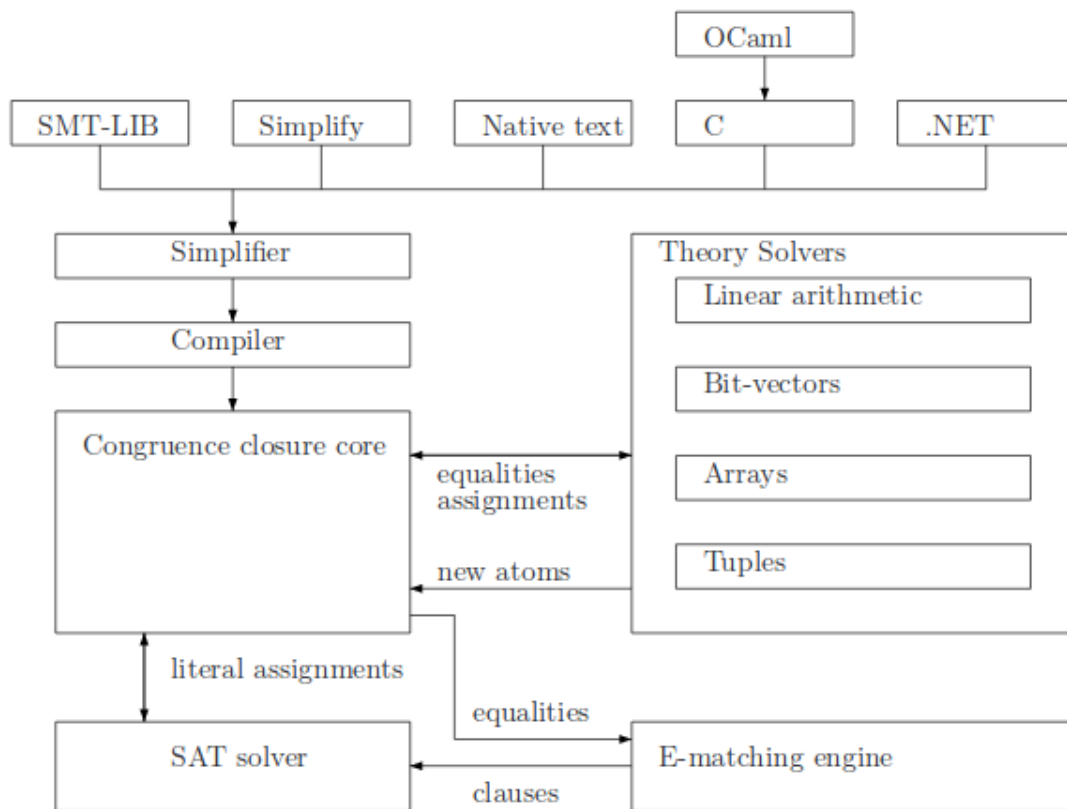 OCaml
SMT-LIB
Simplify
Native text
C
.NET
Simplifier
Theory Solvers
Linear arithmetic
Compiler
Bit-vectors
Congruence closure core
equalities
assignments
Arrays
new atoms
Tuples
literal assignments
equalities
SAT solver
E-matching engine
clauses